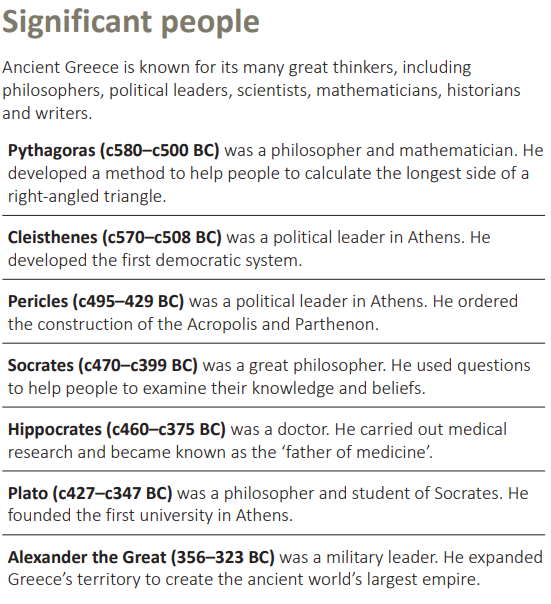 Significant people
Ancient Greece is known for its many great thinkers, including
philosophers, political leaders, scientists, mathematicians, historians
and writers.
Pythagoras (c580–c500 BC) was a philosopher and mathematician. He
developed a method to help people to calculate the longest side of a
right-angled triangle.
Cleisthenes (c570–c508 BC) was a political leader in Athens. He
developed the first democratic system.
Pericles (c495–429 BC) was a political leader in Athens. He ordered
the construction of the Acropolis and Parthenon.
Socrates (c470–c399 BC) was a great philosopher. He used questions
to help people to examine their knowledge and beliefs.
Hippocrates (c460–c375 BC) was a doctor. He carried out medical
research and became known as the ‘father of medicine’.
Plato (c427–c347 BC) was a philosopher and student of Socrates. He
founded the first university in Athens.
Alexander the Great (356–323 BC) was a military leader. He expanded
Greece’s territory to create the ancient world’s largest empire.